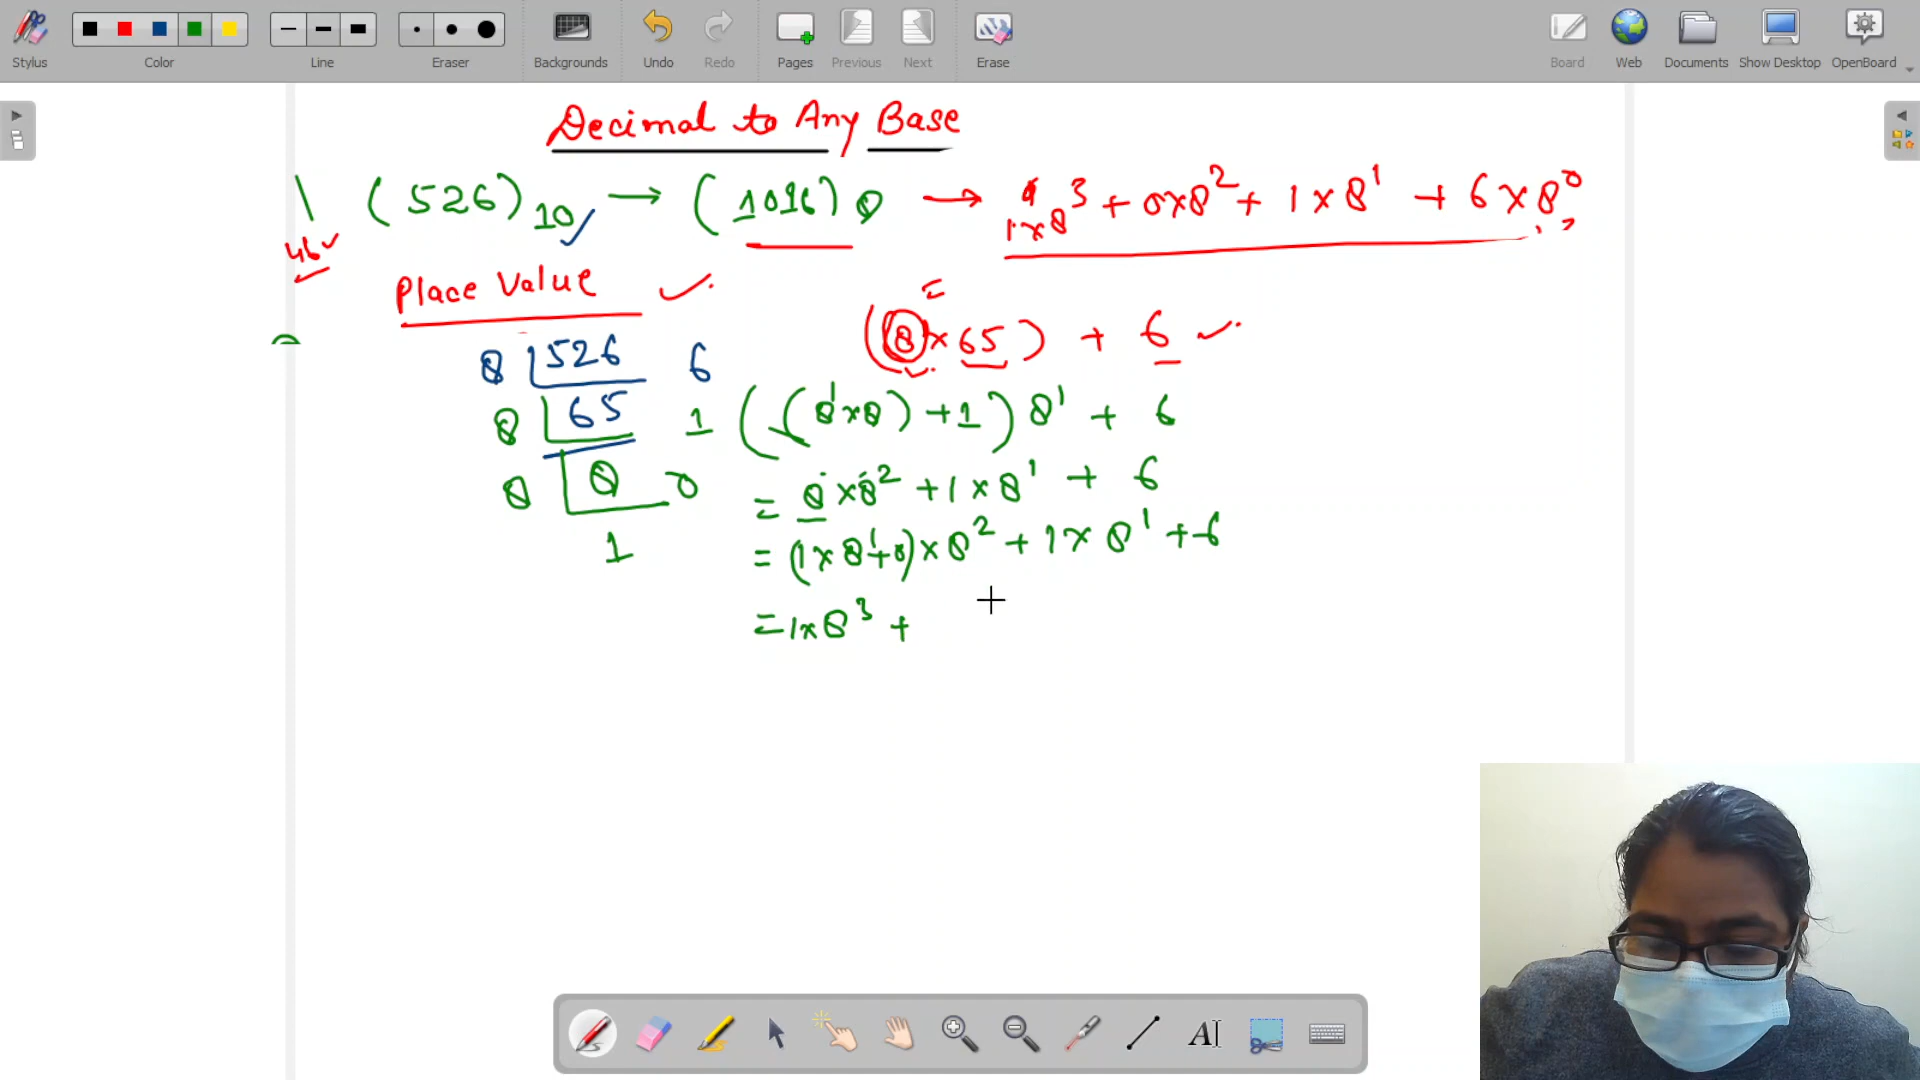 Stylus Color Line Eraser Backgrounds Undo Redo Pages Previous Next Erase Board Web Documents Show Desktop OpenBoard
Decimal to Any Base
(526)10 → (1016)8 → 1×8^3 + 0×8^2 + 1×8^1 + 6×8^0
46
Place Value
=
(8×65) + 6
8 526 6
8 65 1 ((8^1×8)+1)8^1 + 6
8 8 0 = 8×8^2 + 1×8^1 + 6
1 = (1×8^1+0)×8^2 + 1×8^1 + 6
= 1×8^3 +
AI